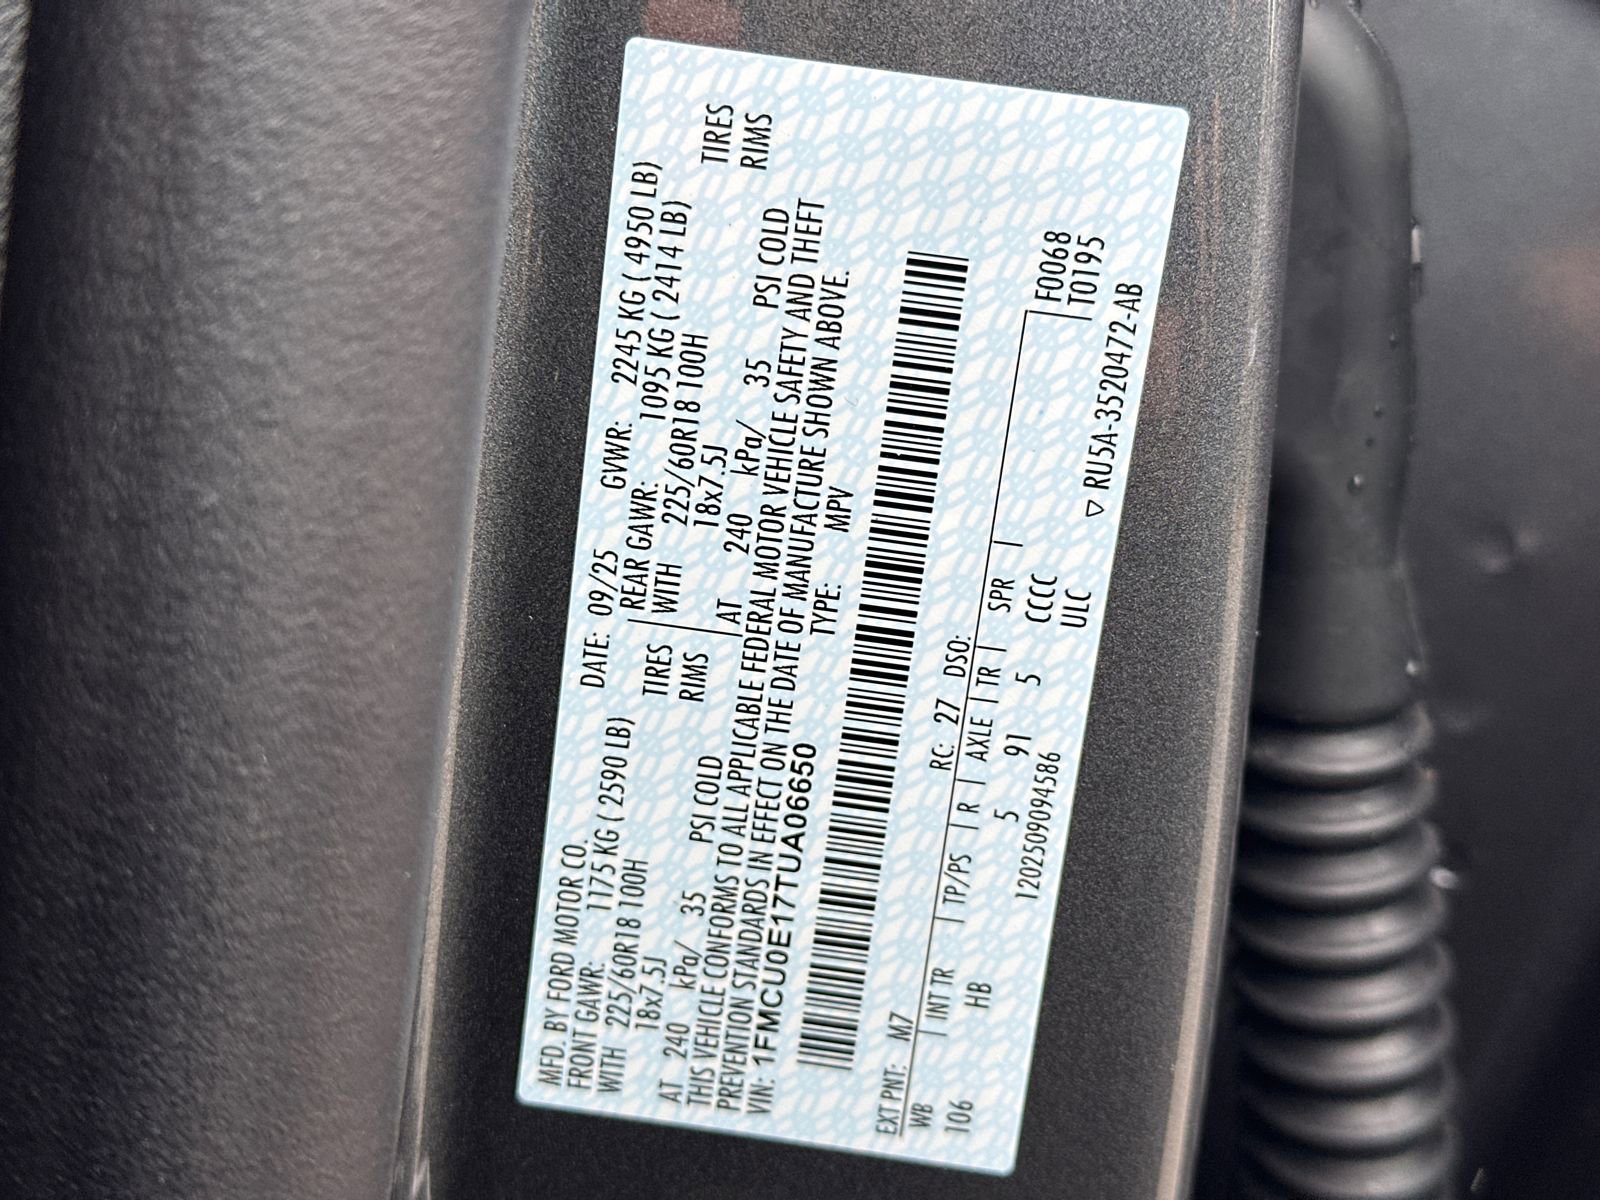 MFD. BY FORD MOTOR CO. DATE: 09/25 GVWR: 2245 KG ( 4950 LB)
FRONT GAWR: 1175 KG ( 2590 LB) REAR GAWR: 1095 KG ( 2414 LB)
WITH 225/60R18 100H TIRES WITH 225/60R18 100H TIRES
18x7.5J RIMS 18x7.5J RIMS
AT 240 kPa/ 35 PSI COLD AT 240 kPa/ 35 PSI COLD
THIS VEHICLE CONFORMS TO ALL APPLICABLE FEDERAL MOTOR VEHICLE SAFETY AND THEFT
PREVENTION STANDARDS IN EFFECT ON THE DATE OF MANUFACTURE SHOWN ABOVE.
VIN: 1FMCU0E17TUA06650 TYPE: MPV
EXT PNT: M7 RC: 27 DSO:
WB INT TR TP/PS R AXLE TR SPR F0068
106 HB 5 91 5 CCCC T0195
1202509094586 ULC
▽ RU5A-3520472-AB